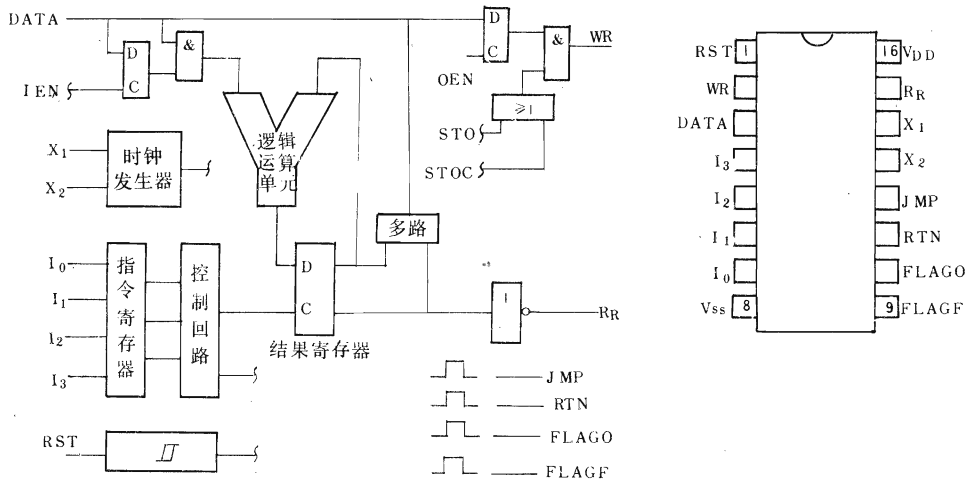 DATA
D
C
&
IEN
OEN
D
C
&
WR
≥1
STO
STOC
X1
X2
时钟
发生器
逻辑
运算
单元
多路
I0
I1
I2
I3
指令寄存器
控制回路
D
C
结果寄存器
1
RR
JMP
RTN
FLAGO
FLAGF
RST
RST 1
WR
DATA
I3
I2
I1
I0
Vss 8
16 VDD
RR
X1
X2
JMP
RTN
FLAGO
9 FLAGF